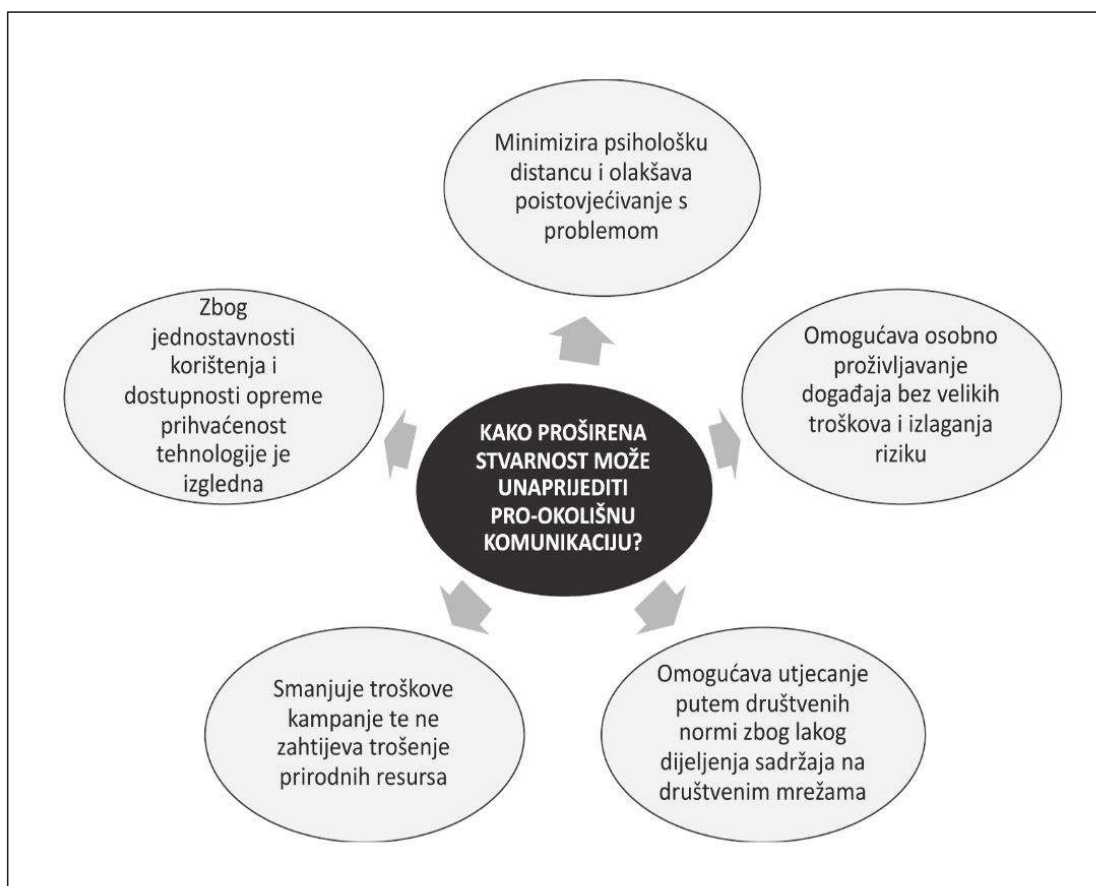 Minimizira psihološku
distancu i olakšava
poistovjećivanje s
problemom
Zbog
jednostavnosti
korištenja i
dostupnosti opreme
prihvaćenost
tehnologije je
izgledna
Omogućava osobno
proživljavanje
događaja bez velikih
troškova i izlaganja
riziku
KAKO PROŠIRENA
STVARNOST MOŽE
UNAPRIJEDITI
PRO-OKOLIŠNU
KOMUNIKACIJU?
Smanjuje troškove
kampanje te ne
zahtijeva trošenje
prirodnih resursa
Omogućava utjecanje
putem društvenih
normi zbog lakog
dijeljenja sadržaja na
društvenim mrežama